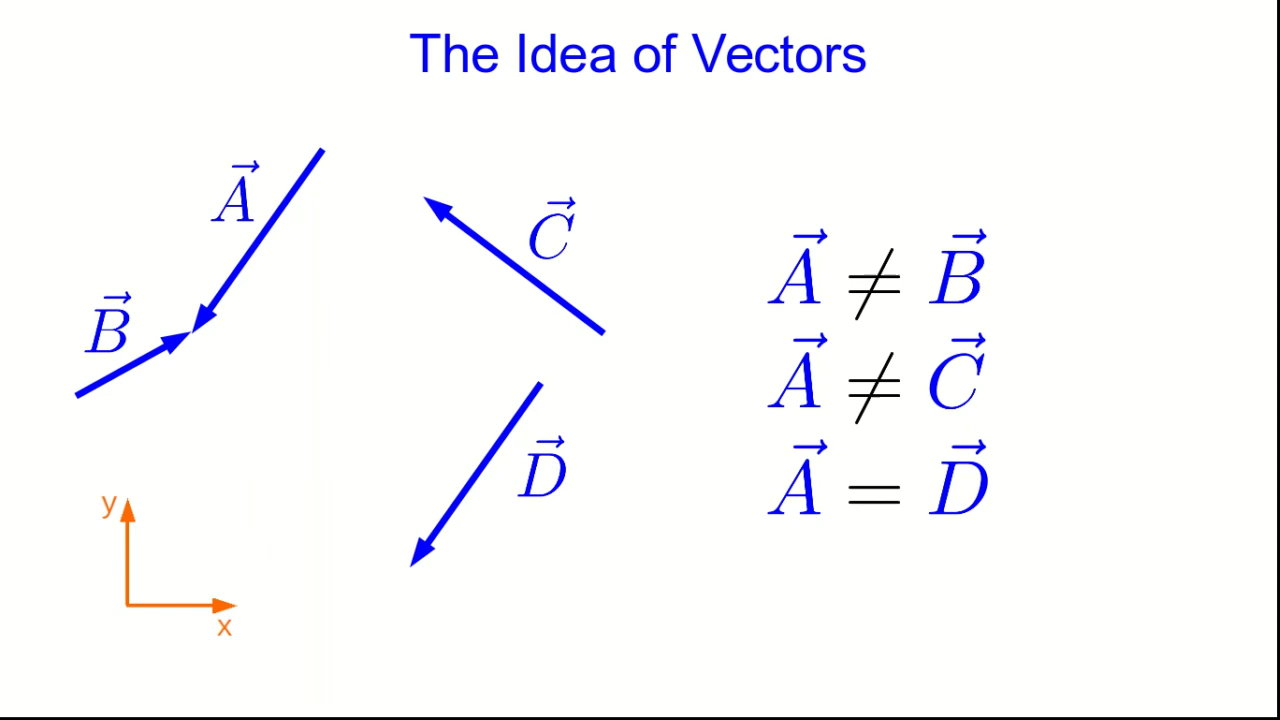 The Idea of Vectors
A⃗
B⃗
C⃗
D⃗
A⃗ ≠ B⃗
A⃗ ≠ C⃗
A⃗ = D⃗
y
x